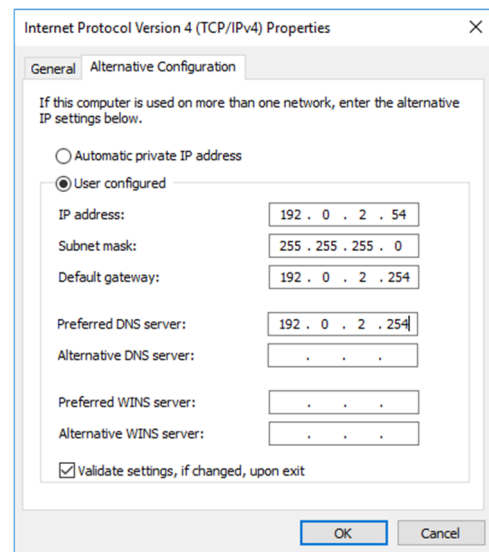 Internet Protocol Version 4 (TCP/IPv4) Properties
General Alternative Configuration
If this computer is used on more than one network, enter the alternative
IP settings below.
Automatic private IP address
User configured
IP address: 192 . 0 . 2 . 54
Subnet mask: 255 . 255 . 255 . 0
Default gateway: 192 . 0 . 2 . 254
Preferred DNS server: 192 . 0 . 2 . 254
Alternative DNS server: . . .
Preferred WINS server: . . .
Alternative WINS server: . . .
Validate settings, if changed, upon exit
OK Cancel